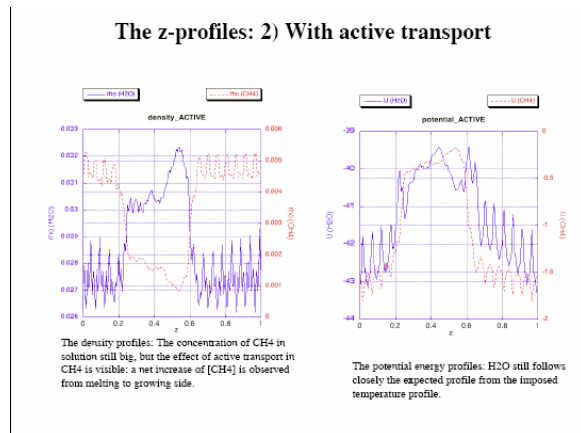 The z-profiles: 2) With active transport
rho (H2O)
rho (CH4)
density_ACTIVE
0.033
0.032
0.031
0.03
0.029
0.028
0.027
0.026
0.006
0.005
0.004
0.003
0.002
0.001
0
0 0.2 0.4 0.6 0.8 1
z
rho (H2O)
rho (CH4)
The density profiles: The concentration of CH4 in
solution still big, but the effect of active transport in
CH4 is visible: a net increase of [CH4] is observed
from melting to growing side.
U (H2O)
U (CH4)
potential_ACTIVE
-39
-40
-41
-42
-43
-44
0
-0.5
-1
-1.5
-2
0 0.2 0.4 0.6 0.8 1
z
U (H2O)
U (CH4)
The potential energy profiles: H2O still follows
closely the expected profile from the imposed
temperature profile.